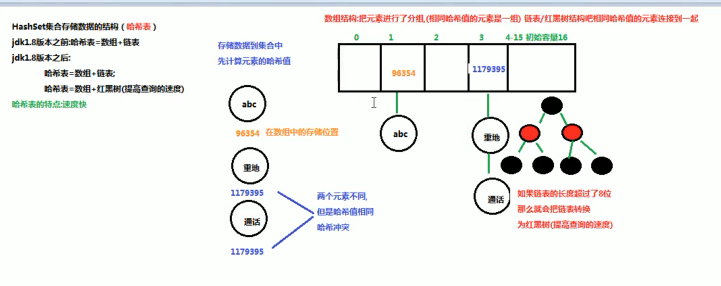 HashSet集合存储数据的结构（哈希表）
jdk1.8版本之前:哈希表=数组+链表
jdk1.8版本之后:
哈希表=数组+链表;
哈希表=数组+红黑树(提高查询的速度)
哈希表的特点:速度快
存储数据到集合中
先计算元素的哈希值
abc
96354 在数组中的存储位置
重地
1179395
通话
1179395
两个元素不同,
但是哈希值相同
哈希冲突
数组结构:把元素进行了分组,(相同哈希值的元素是一组) 链表/红黑树结构吧相同哈希值的元素连接到一起
0 1 2 3 4-15 初始容量16
96354
1179395
abc
重地
通话
如果链表的长度超过了8位
那么就会把链表转换
为红黑树(提高查询的速度)